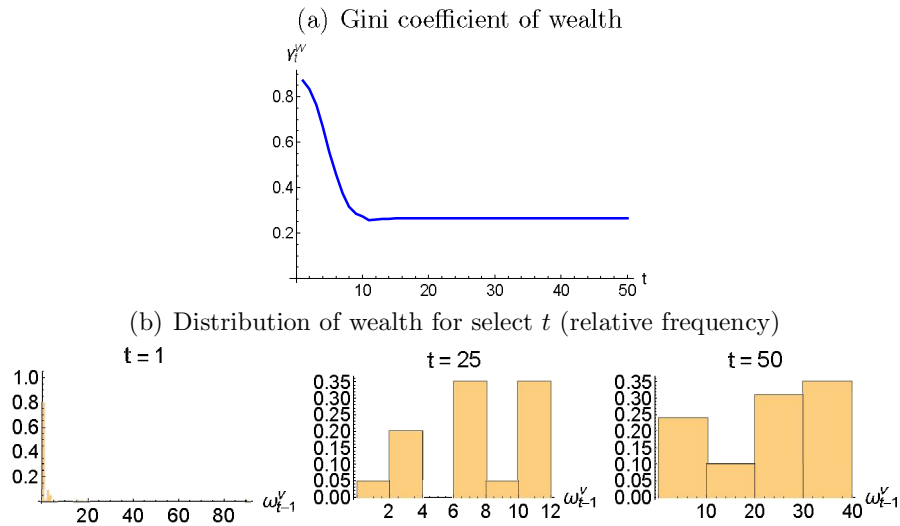 (a) Gini coefficient of wealth
γ_t^W
0.8
0.6
0.4
0.2
10 20 30 40 50 t
(b) Distribution of wealth for select t (relative frequency)
t = 1
1.0
0.8
0.6
0.4
0.2
20 40 60 80 ω_{t-1}^v
t = 25
0.35
0.30
0.25
0.20
0.15
0.10
0.05
0.00
2 4 6 8 10 12 ω_{t-1}^v
t = 50
0.35
0.30
0.25
0.20
0.15
0.10
0.05
0.00
10 20 30 40 ω_{t-1}^v